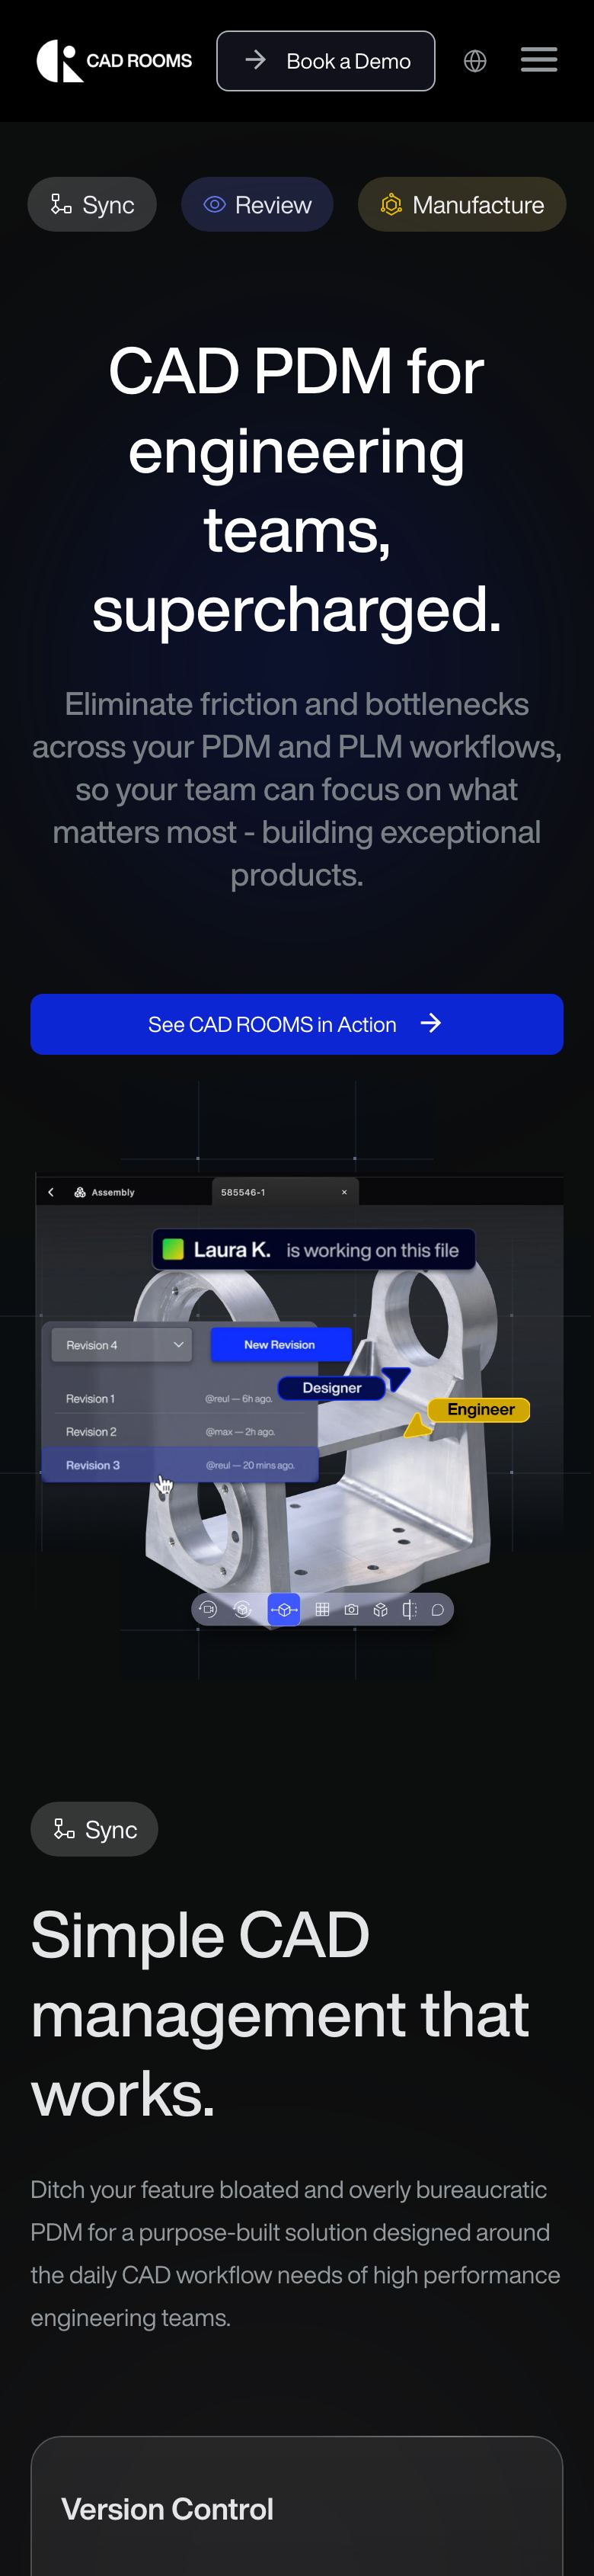 CAD ROOMS
Book a Demo
Sync
Review
Manufacture
CAD PDM for
engineering
teams,
supercharged.
Eliminate friction and bottlenecks
across your PDM and PLM workflows,
so your team can focus on what
matters most - building exceptional
products.
See CAD ROOMS in Action
Assembly
585546-1
Laura K. is working on this file
Revision 4
New Revision
Designer
Engineer
Revision 1 @reul — 6h ago.
Revision 2 @max — 2h ago.
Revision 3 @reul — 20 mins ago.
Sync
Simple CAD
management that
works.
Ditch your feature bloated and overly bureaucratic
PDM for a purpose-built solution designed around
the daily CAD workflow needs of high performance
engineering teams.
Version Control